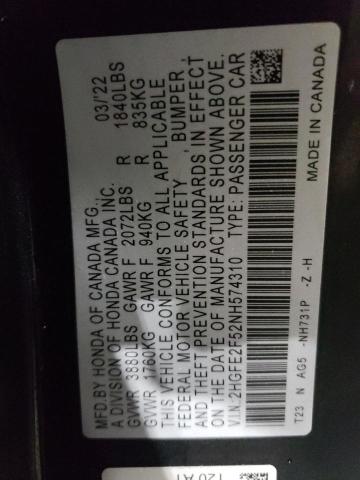 MFD.BY HONDA OF CANADA MFG.,
A DIVISION OF HONDA CANADA INC. 03/'22
GVWR 3880LBS GAWR F 2072LBS R 1840LBS
GVWR 1760KG GAWR F 940KG R 835KG
THIS VEHICLE CONFORMS TO ALL APPLICABLE
FEDERAL MOTOR VEHICLE SAFETY, BUMPER,
AND THEFT PREVENTION STANDARDS IN EFFECT
ON THE DATE OF MANUFACTURE SHOWN ABOVE.
V.I.N.:2HGFE2F52NH574310 TYPE: PASSENGER CAR
T23 N AG5 -NH731P -Z -H MADE IN CANADA
T20 A1